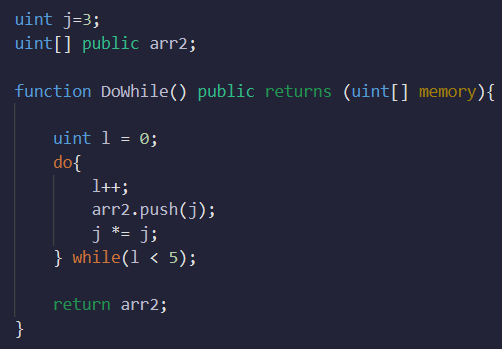 uint j=3;
uint[] public arr2;
function DoWhile() public returns (uint[] memory){
uint l = 0;
do{
l++;
arr2.push(j);
j *= j;
} while(l < 5);
return arr2;
}